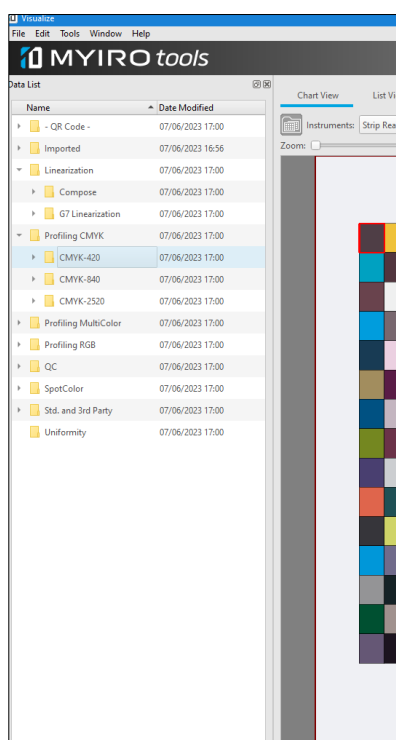 Visualize
File Edit Tools Window Help
MYIRO tools
Data List
Name Date Modified
- QR Code - 07/06/2023 17:00
Imported 07/06/2023 16:56
Linearization 07/06/2023 17:00
Compose 07/06/2023 17:00
G7 Linearization 07/06/2023 17:00
Profiling CMYK 07/06/2023 17:00
CMYK-420 07/06/2023 17:00
CMYK-840 07/06/2023 17:00
CMYK-2520 07/06/2023 17:00
Profiling MultiColor 07/06/2023 17:00
Profiling RGB 07/06/2023 17:00
QC 07/06/2023 17:00
SpotColor 07/06/2023 17:00
Std. and 3rd Party 07/06/2023 17:00
Uniformity 07/06/2023 17:00
Chart View List Vi
Instruments: Strip Rea
Zoom: